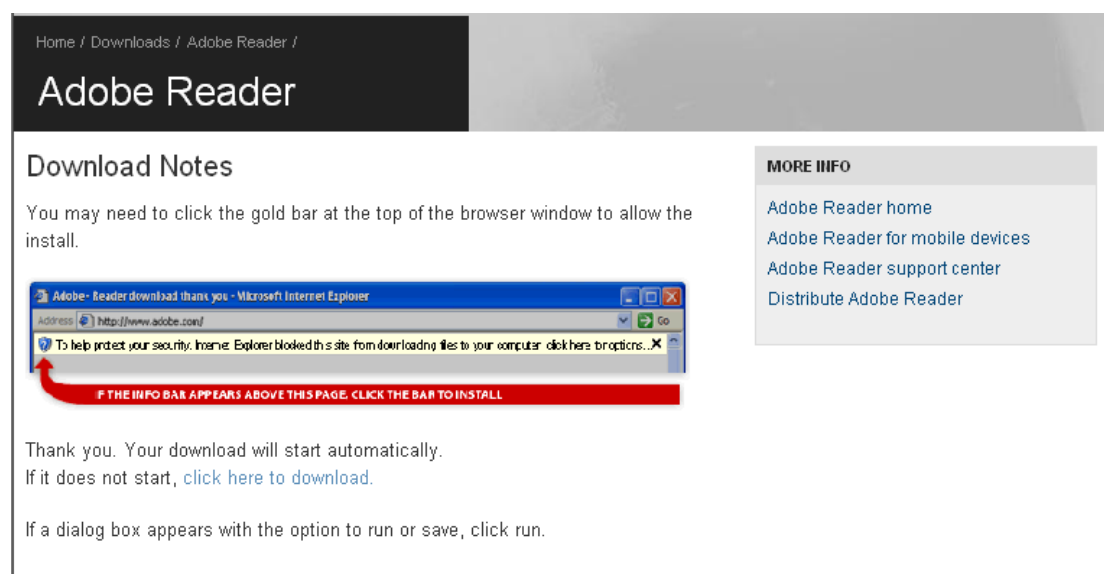 Home / Downloads / Adobe Reader /
Adobe Reader
Download Notes
You may need to click the gold bar at the top of the browser window to allow the
install.
Adobe - Reader download thank you - Microsoft Internet Explorer
Address http://www.adobe.com/ Go
To help protect your security, Internet Explorer blocked this site from downloading files to your computer click here for options...
IF THE INFO BAR APPEARS ABOVE THIS PAGE, CLICK THE BAR TO INSTALL
Thank you. Your download will start automatically.
If it does not start, click here to download.
If a dialog box appears with the option to run or save, click run.
MORE INFO
Adobe Reader home
Adobe Reader for mobile devices
Adobe Reader support center
Distribute Adobe Reader